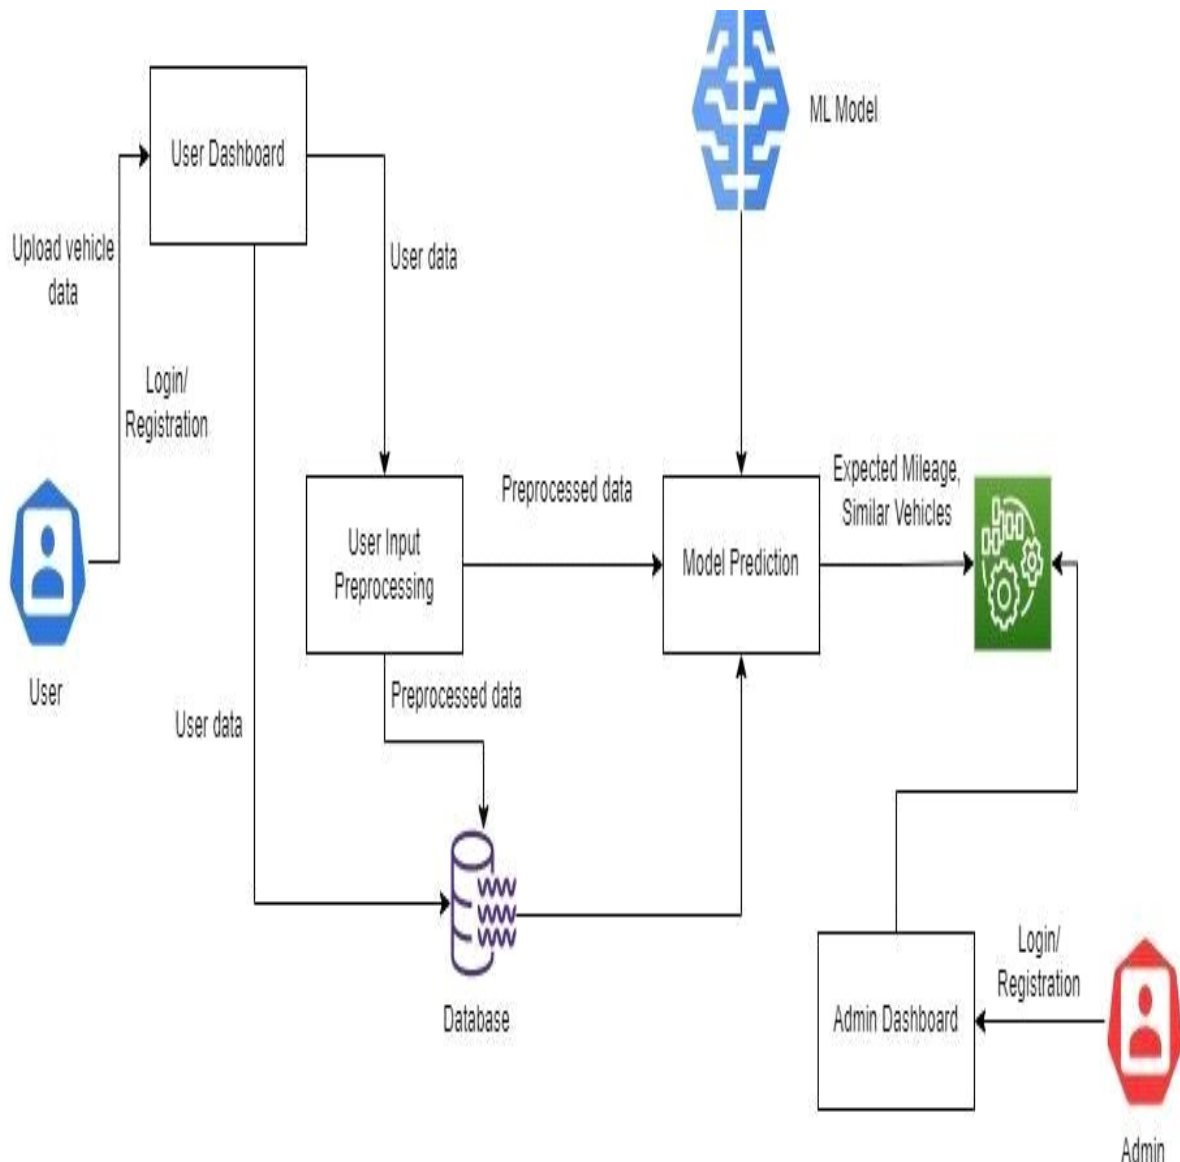 ML Model
User Dashboard
Upload vehicle
data
User data
Login/
Registration
Expected Mileage,
Similar Vehicles
Preprocessed data
User Input
Preprocessing
Model Prediction
User
Preprocessed data
User data
Login/
Registration
Database
Admin Dashboard
Admin